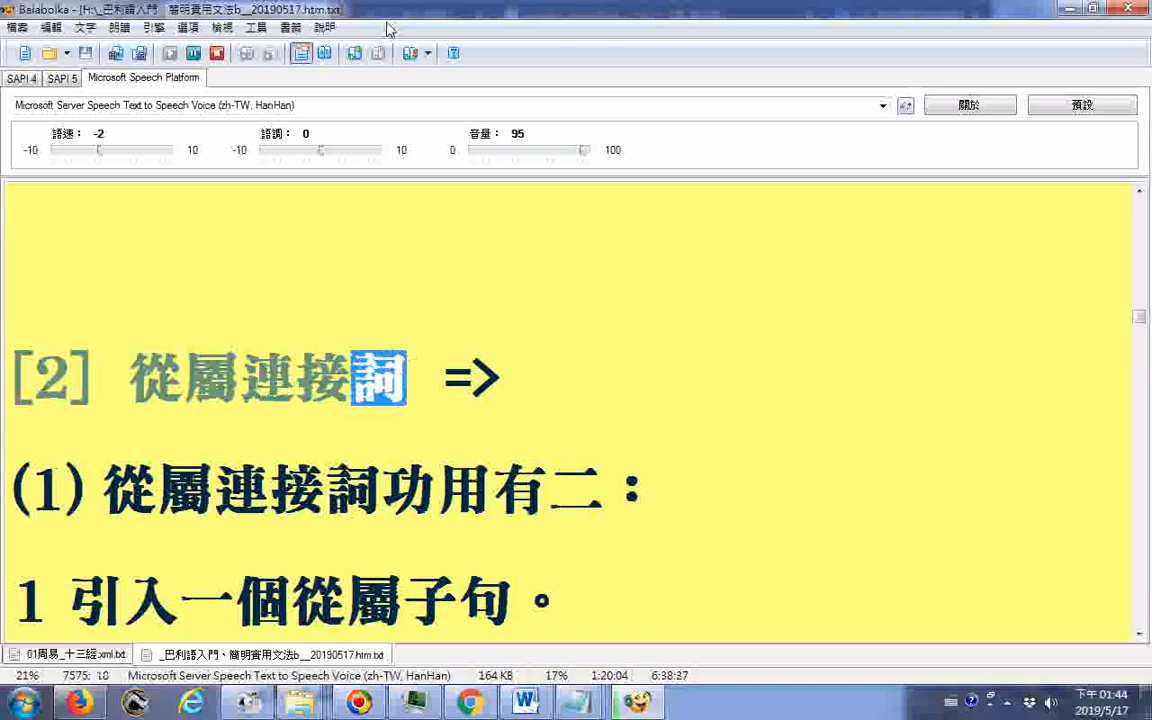 Balabolka - [H:\_巴利語入門、簡明實用文法b__20190517.htm.txt]
檔案 編輯 文字 朗讀 引擎 選項 檢視 工具 書籤 說明
SAPI 4 SAPI 5 Microsoft Speech Platform
Microsoft Server Speech Text to Speech Voice (zh-TW, HanHan) 關於 預設
語速： -2 語調： 0 音量： 95
-10 10 -10 10 0 100
[2] 從屬連接詞 =>
(1) 從屬連接詞功用有二：
1 引入一個從屬子句。
01周易_十三經.xml.txt _巴利語入門、簡明實用文法b__20190517.htm.txt
21% 7575: 10 Microsoft Server Speech Text to Speech Voice (zh-TW, HanHan) 164 KB 17% 1:20:04 6:38:27
下午 01:44
2019/5/17